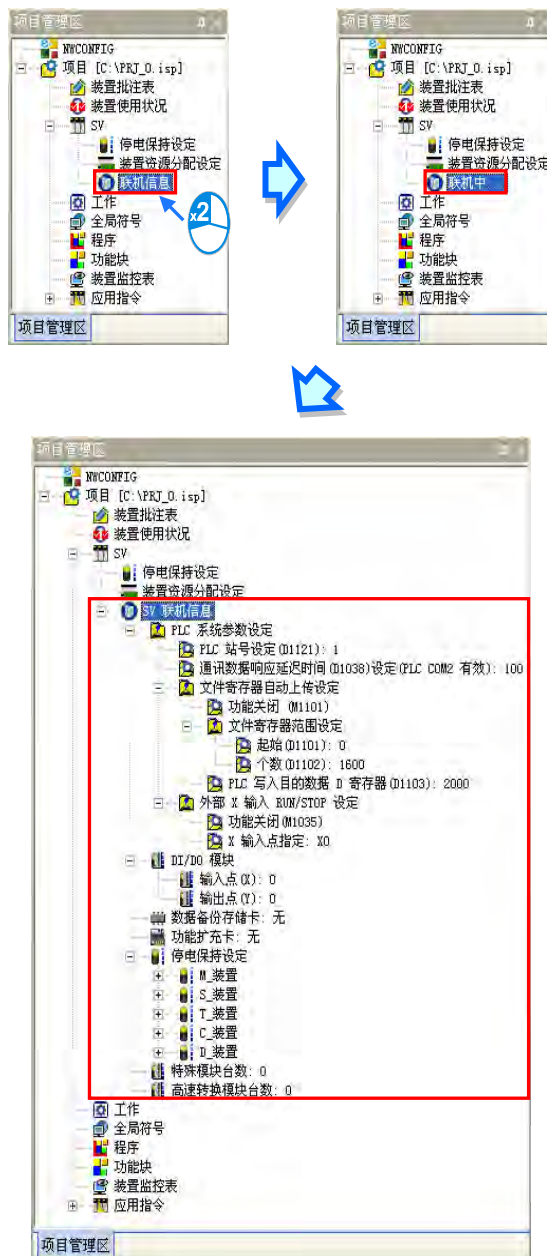 项目管理区
NWCONFIG
项目 [C:\PRJ_0.isp]
装置批注表
装置使用状况
SV
停电保持设定
装置资源分配设定
联机信息
工作
全局符号
程序
功能块
装置监控表
应用指令
项目管理区
x2
项目管理区
NWCONFIG
项目 [C:\PRJ_0.isp]
装置批注表
装置使用状况
SV
停电保持设定
装置资源分配设定
联机中
工作
全局符号
程序
功能块
装置监控表
应用指令
项目管理区
项目管理区
NWCONFIG
项目 [C:\PRJ_0.isp]
装置批注表
装置使用状况
SV
停电保持设定
装置资源分配设定
SV 联机信息
PLC 系统参数设定
PLC 站号设定(D1121): 1
通讯数据响应延迟时间(D1038)设定(PLC COM2 有效): 100
文件寄存器自动上传设定
功能关闭 (M1101)
文件寄存器范围设定
起始(D1101): 0
个数(D1102): 1600
PLC 写入目的数据 D 寄存器(D1103): 2000
外部 X 输入 RUN/STOP 设定
功能关闭(M1035)
X 输入点指定: X0
DI/DO 模块
输入点(X): 0
输出点(Y): 0
数据备份存储卡: 无
功能扩充卡: 无
停电保持设定
M_装置
S_装置
T_装置
C_装置
D_装置
特殊模块台数: 0
高速转换模块台数: 0
工作
全局符号
程序
功能块
装置监控表
应用指令
项目管理区